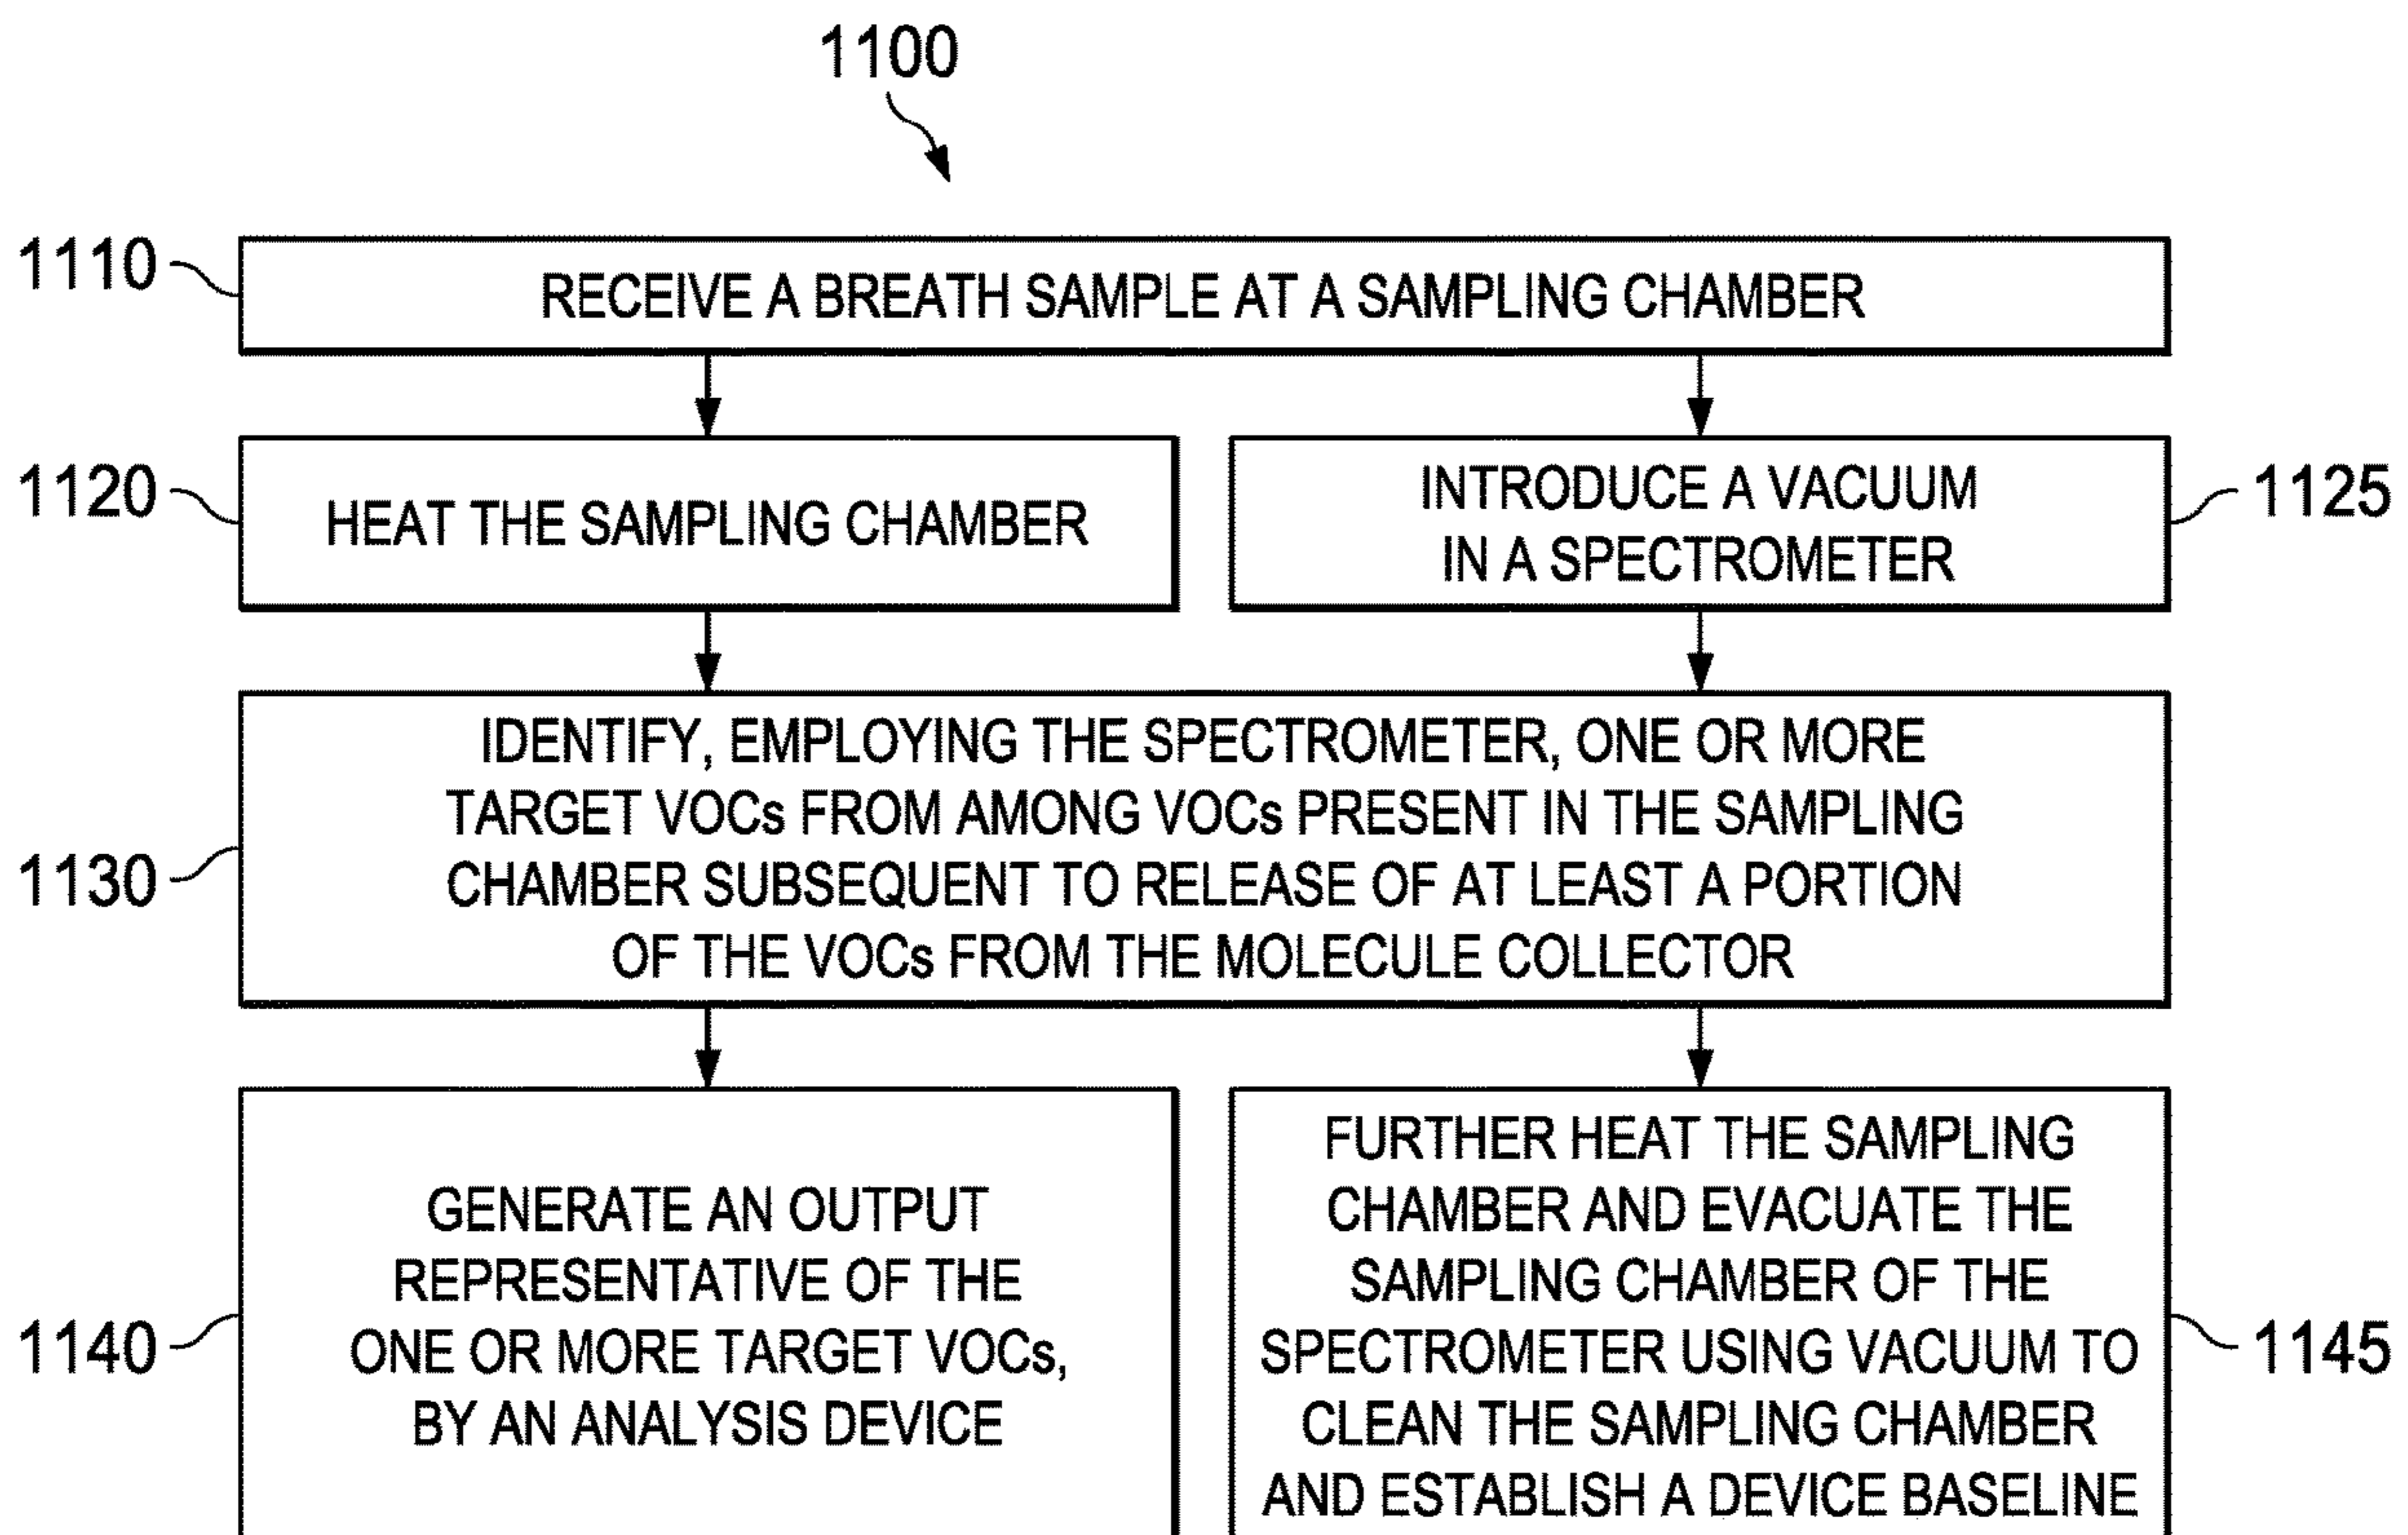 1100
1110
RECEIVE A BREATH SAMPLE AT A SAMPLING CHAMBER
1120
HEAT THE SAMPLING CHAMBER
INTRODUCE A VACUUM
IN A SPECTROMETER
1125
1130
IDENTIFY, EMPLOYING THE SPECTROMETER, ONE OR MORE
TARGET VOCs FROM AMONG VOCs PRESENT IN THE SAMPLING
CHAMBER SUBSEQUENT TO RELEASE OF AT LEAST A PORTION
OF THE VOCs FROM THE MOLECULE COLLECTOR
1140
GENERATE AN OUTPUT
REPRESENTATIVE OF THE
ONE OR MORE TARGET VOCs,
BY AN ANALYSIS DEVICE
FURTHER HEAT THE SAMPLING
CHAMBER AND EVACUATE THE
SAMPLING CHAMBER OF THE
SPECTROMETER USING VACUUM TO
CLEAN THE SAMPLING CHAMBER
AND ESTABLISH A DEVICE BASELINE
1145